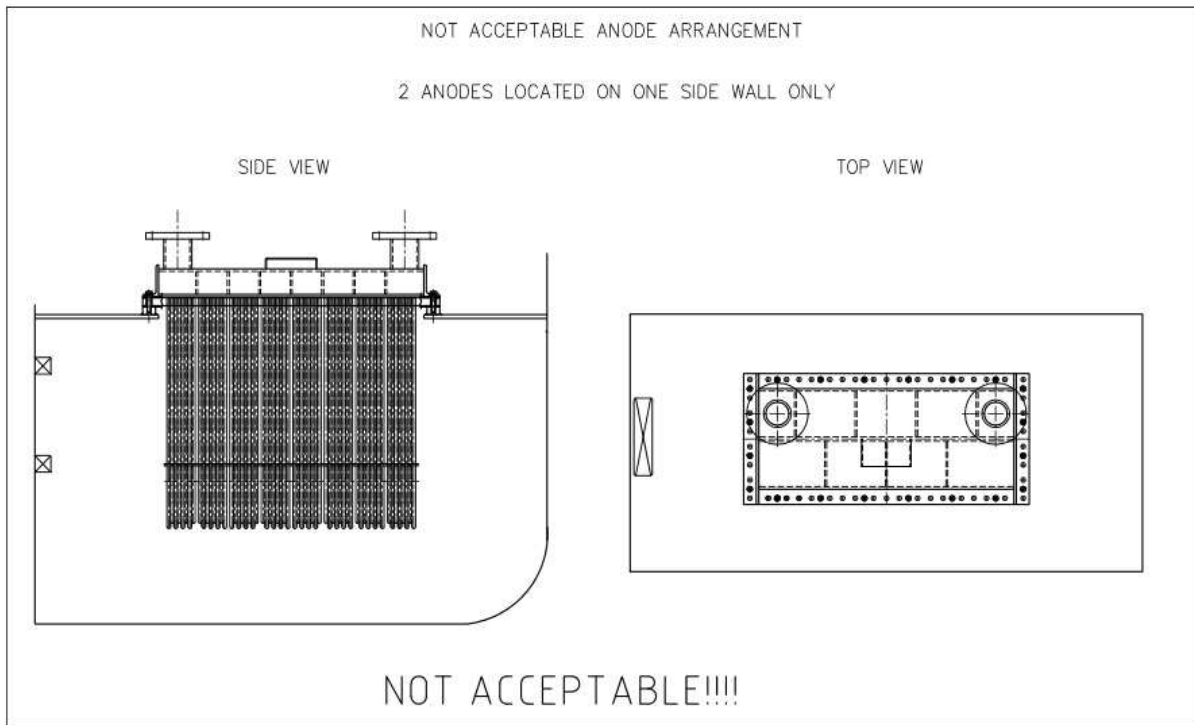 NOT ACCEPTABLE ANODE ARRANGEMENT
2 ANODES LOCATED ON ONE SIDE WALL ONLY
SIDE VIEW
TOP VIEW
NOT ACCEPTABLE!!!!